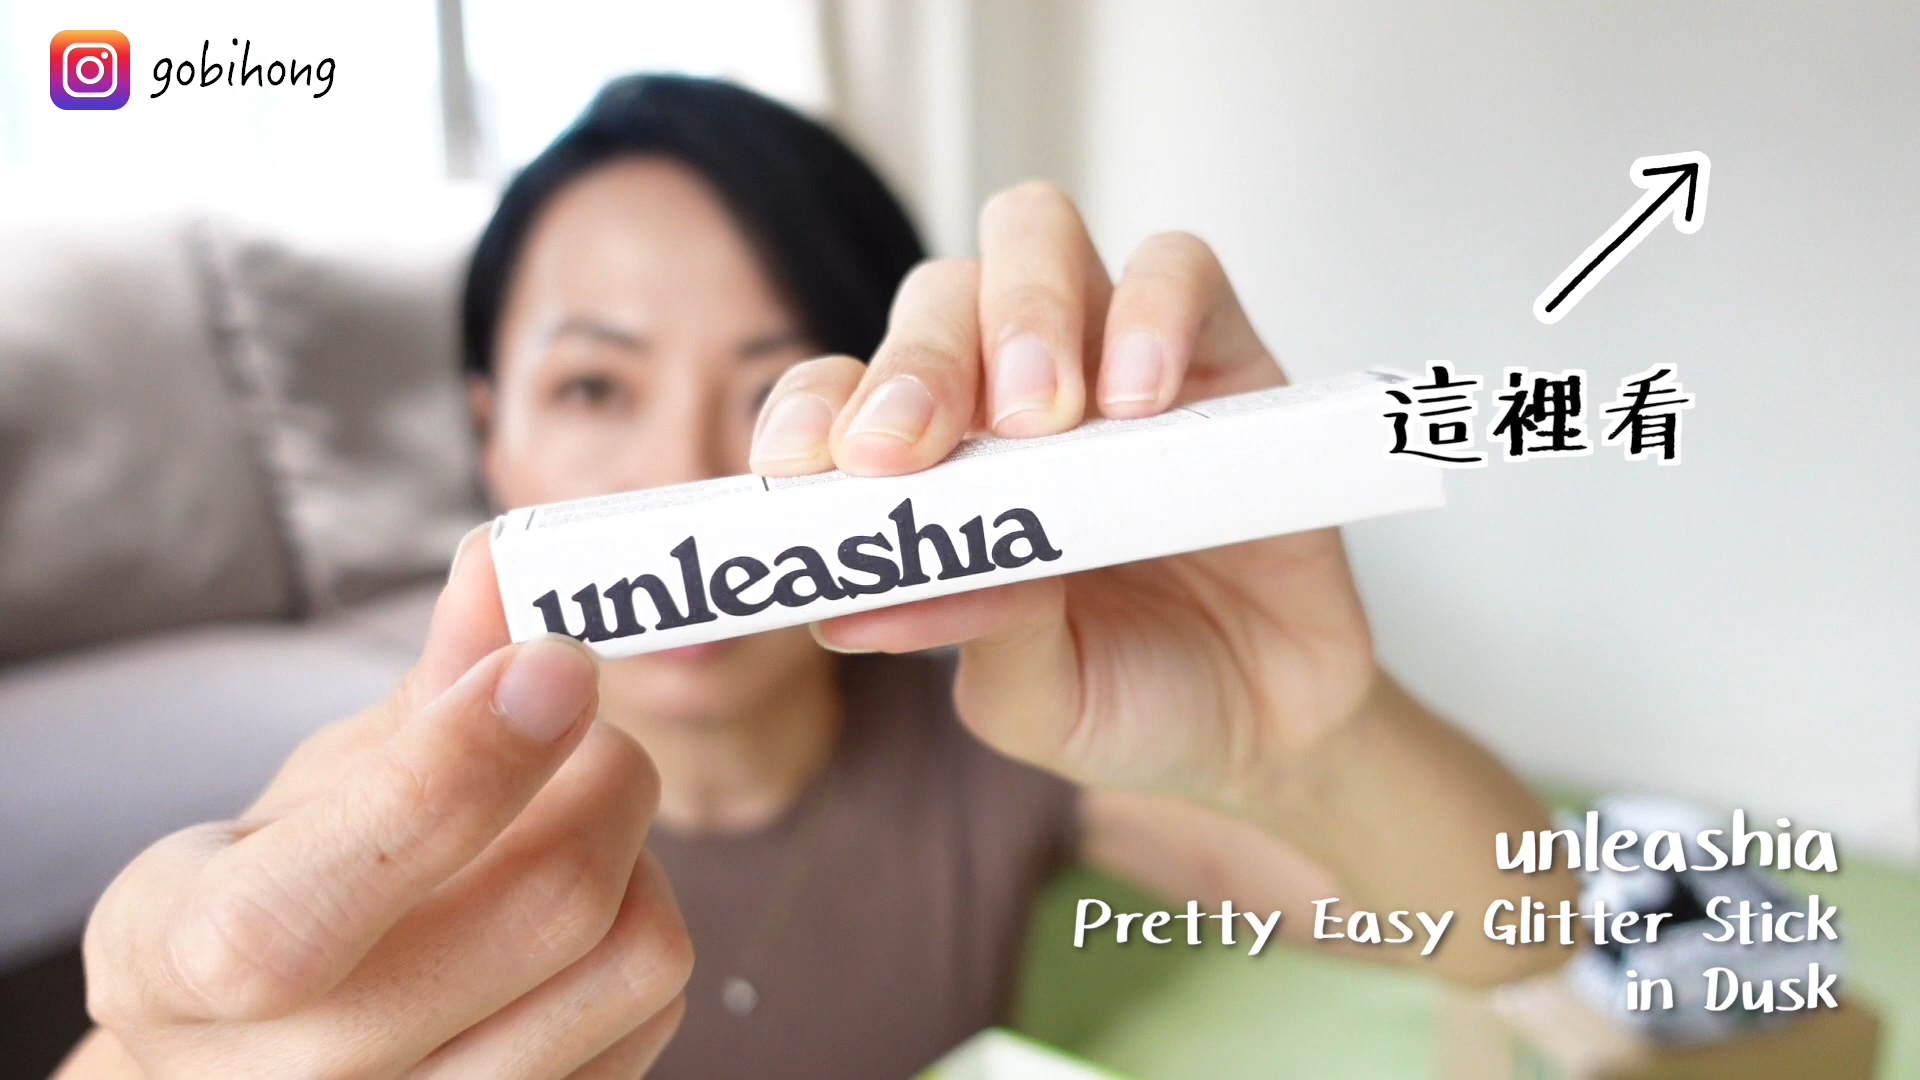 gobihong
這裡看
unleashia
unleashia
Pretty Easy Glitter Stick
in Dusk